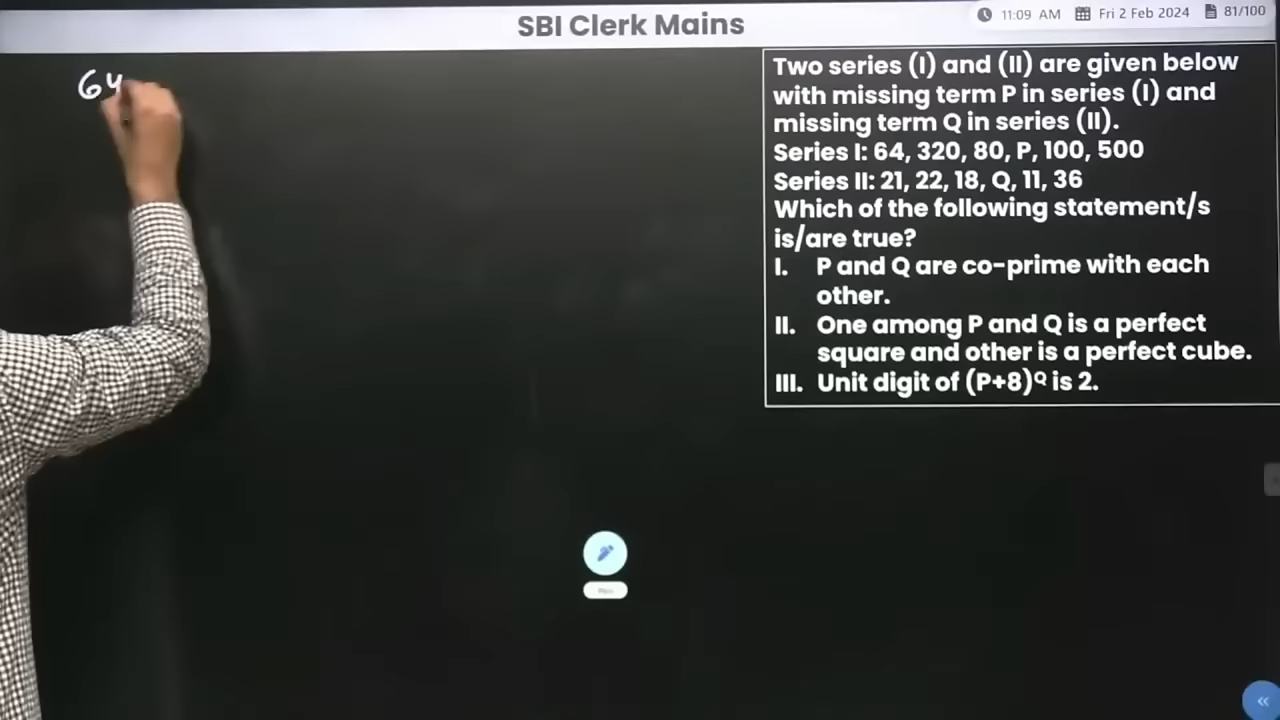 SBI Clerk Mains
11:09 AM Fri 2 Feb 2024 81/100
64
Two series (I) and (II) are given below
with missing term P in series (I) and
missing term Q in series (II).
Series I: 64, 320, 80, P, 100, 500
Series II: 21, 22, 18, Q, 11, 36
Which of the following statement/s
is/are true?
I. P and Q are co-prime with each
other.
II. One among P and Q is a perfect
square and other is a perfect cube.
III. Unit digit of (P+8)^Q is 2.